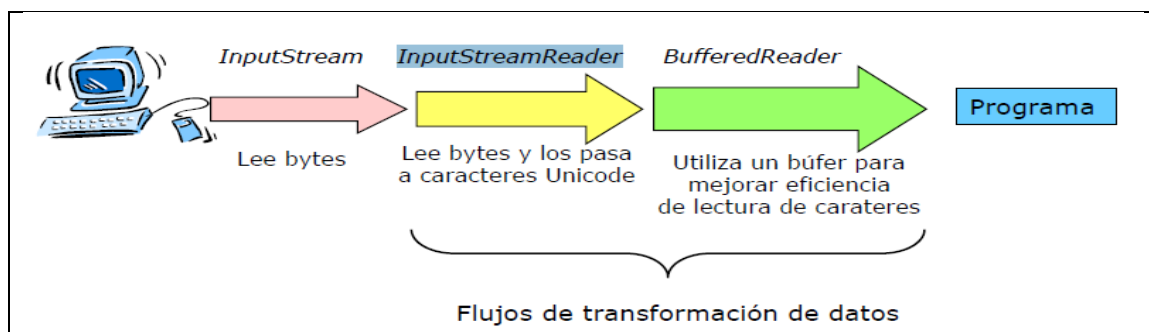 InputStream
InputStreamReader
BufferedReader
Programa
Lee bytes
Lee bytes y los pasa
a caracteres Unicode
Utiliza un búfer para
mejorar eficiencia
de lectura de carateres
Flujos de transformación de datos